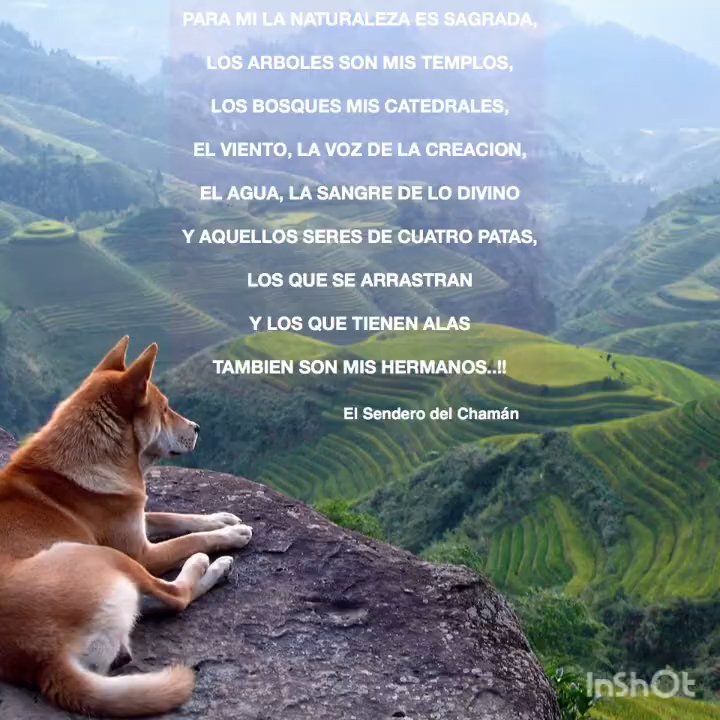 PARA MI LA NATURALEZA ES SAGRADA,
LOS ARBOLES SON MIS TEMPLOS,
LOS BOSQUES MIS CATEDRALES,
EL VIENTO, LA VOZ DE LA CREACION,
EL AGUA, LA SANGRE DE LO DIVINO
Y AQUELLOS SERES DE CUATRO PATAS,
LOS QUE SE ARRASTRAN
Y LOS QUE TIENEN ALAS
TAMBIEN SON MIS HERMANOS..!!
El Sendero del Chamán
InShOt